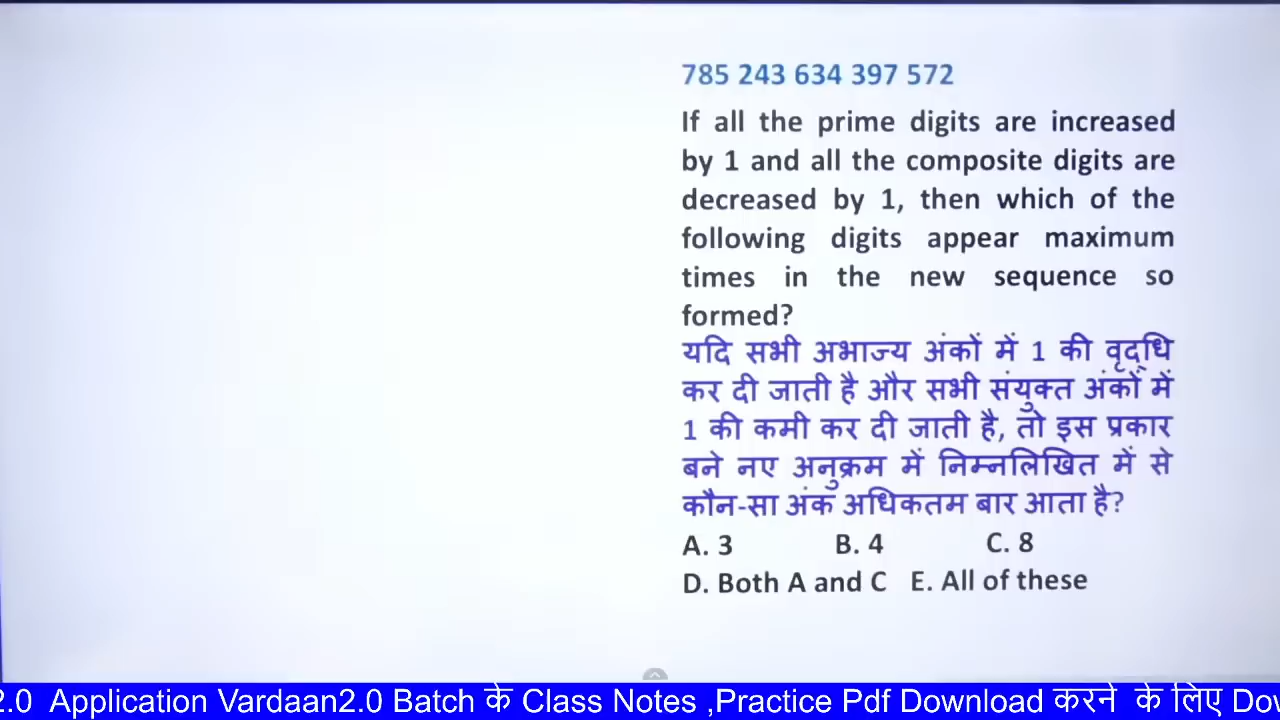 785 243 634 397 572
If all the prime digits are increased
by 1 and all the composite digits are
decreased by 1, then which of the
following digits appear maximum
times in the new sequence so
formed?
यदि सभी अभाज्य अंकों में 1 की वृद्धि
कर दी जाती है और सभी संयुक्त अंकों में
1 की कमी कर दी जाती है, तो इस प्रकार
बने नए अनुक्रम में निम्नलिखित में से
कौन-सा अंक अधिकतम बार आता है?
A. 3 B. 4 C. 8
D. Both A and C E. All of these
2.0 Application Vardaan2.0 Batch के Class Notes ,Practice Pdf Download करने के लिए Dov